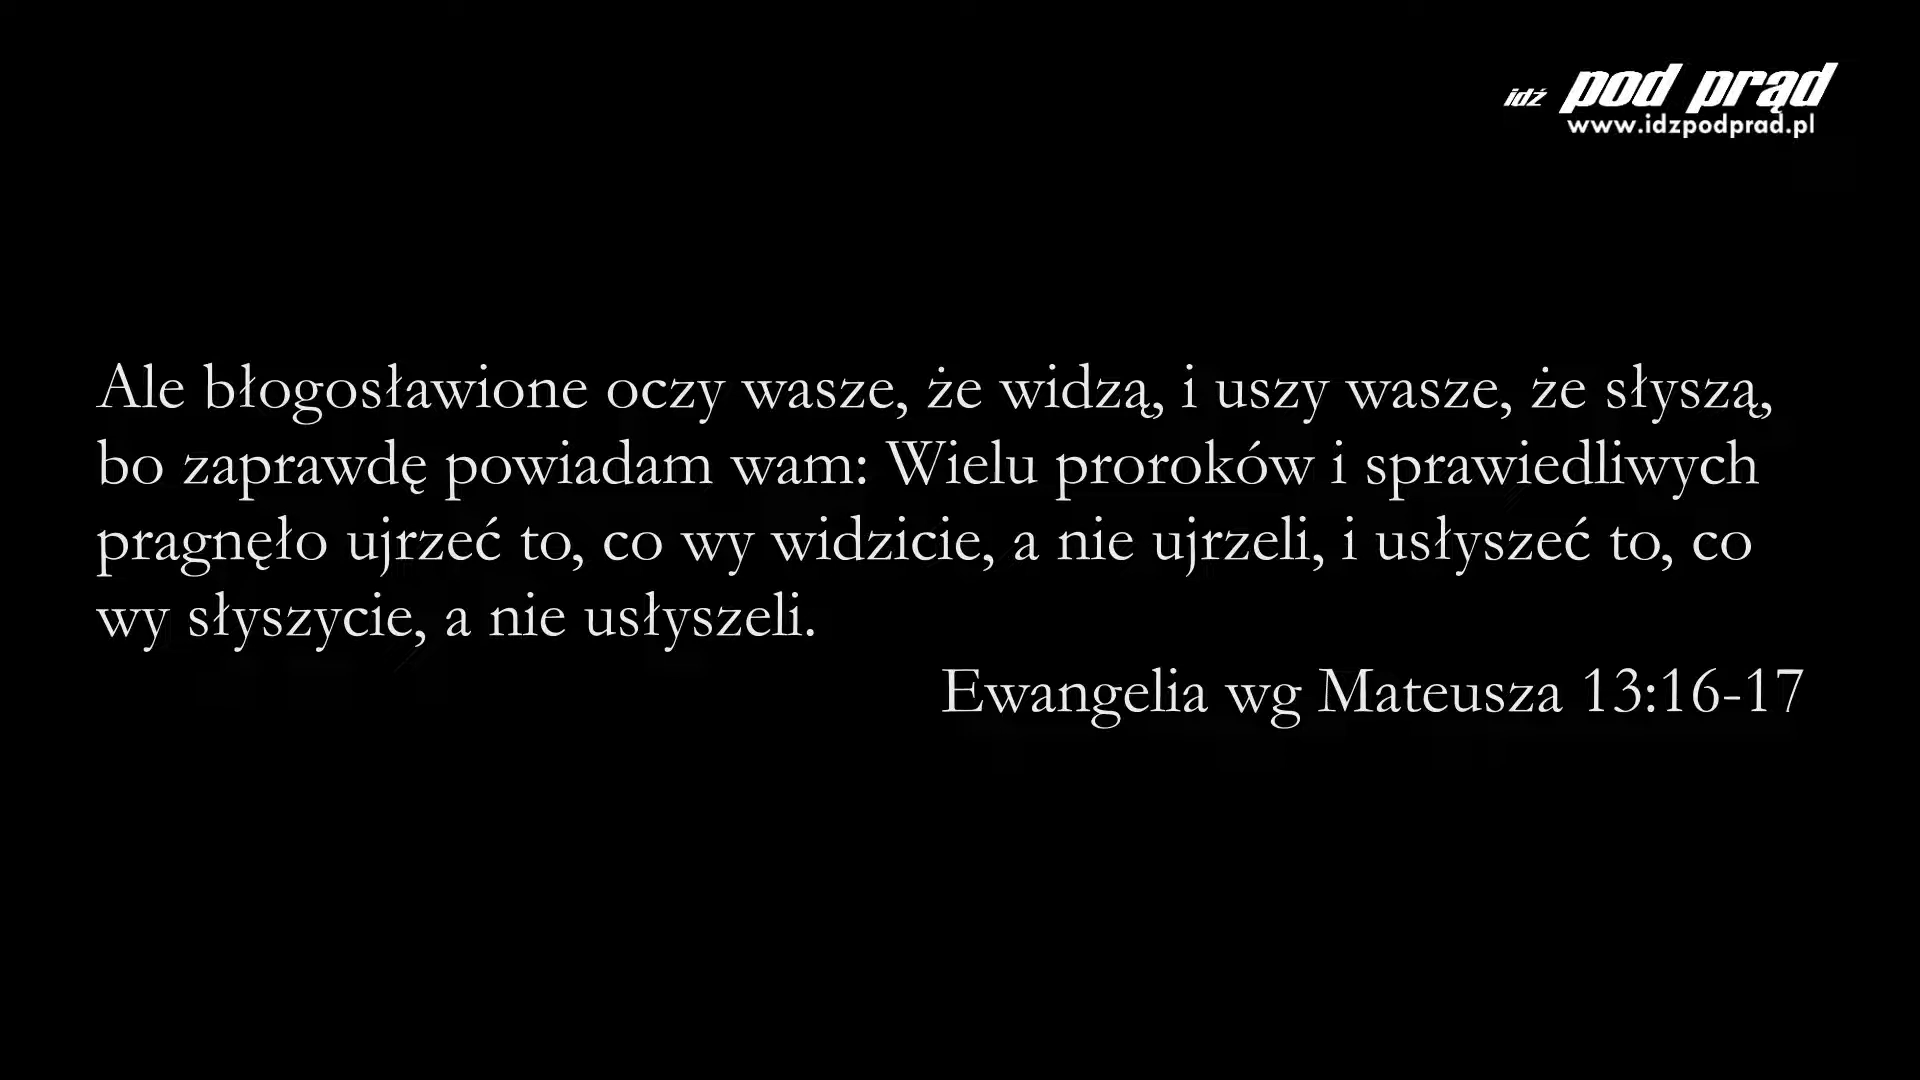 idź pod prąd
www.idzpodprad.pl
Ale błogosławione oczy wasze, że widzą, i uszy wasze, że słyszą,
bo zaprawdę powiadam wam: Wielu proroków i sprawiedliwych
pragnęło ujrzeć to, co wy widzicie, a nie ujrzeli, i usłyszeć to, co
wy słyszycie, a nie usłyszeli.
Ewangelia wg Mateusza 13:16-17